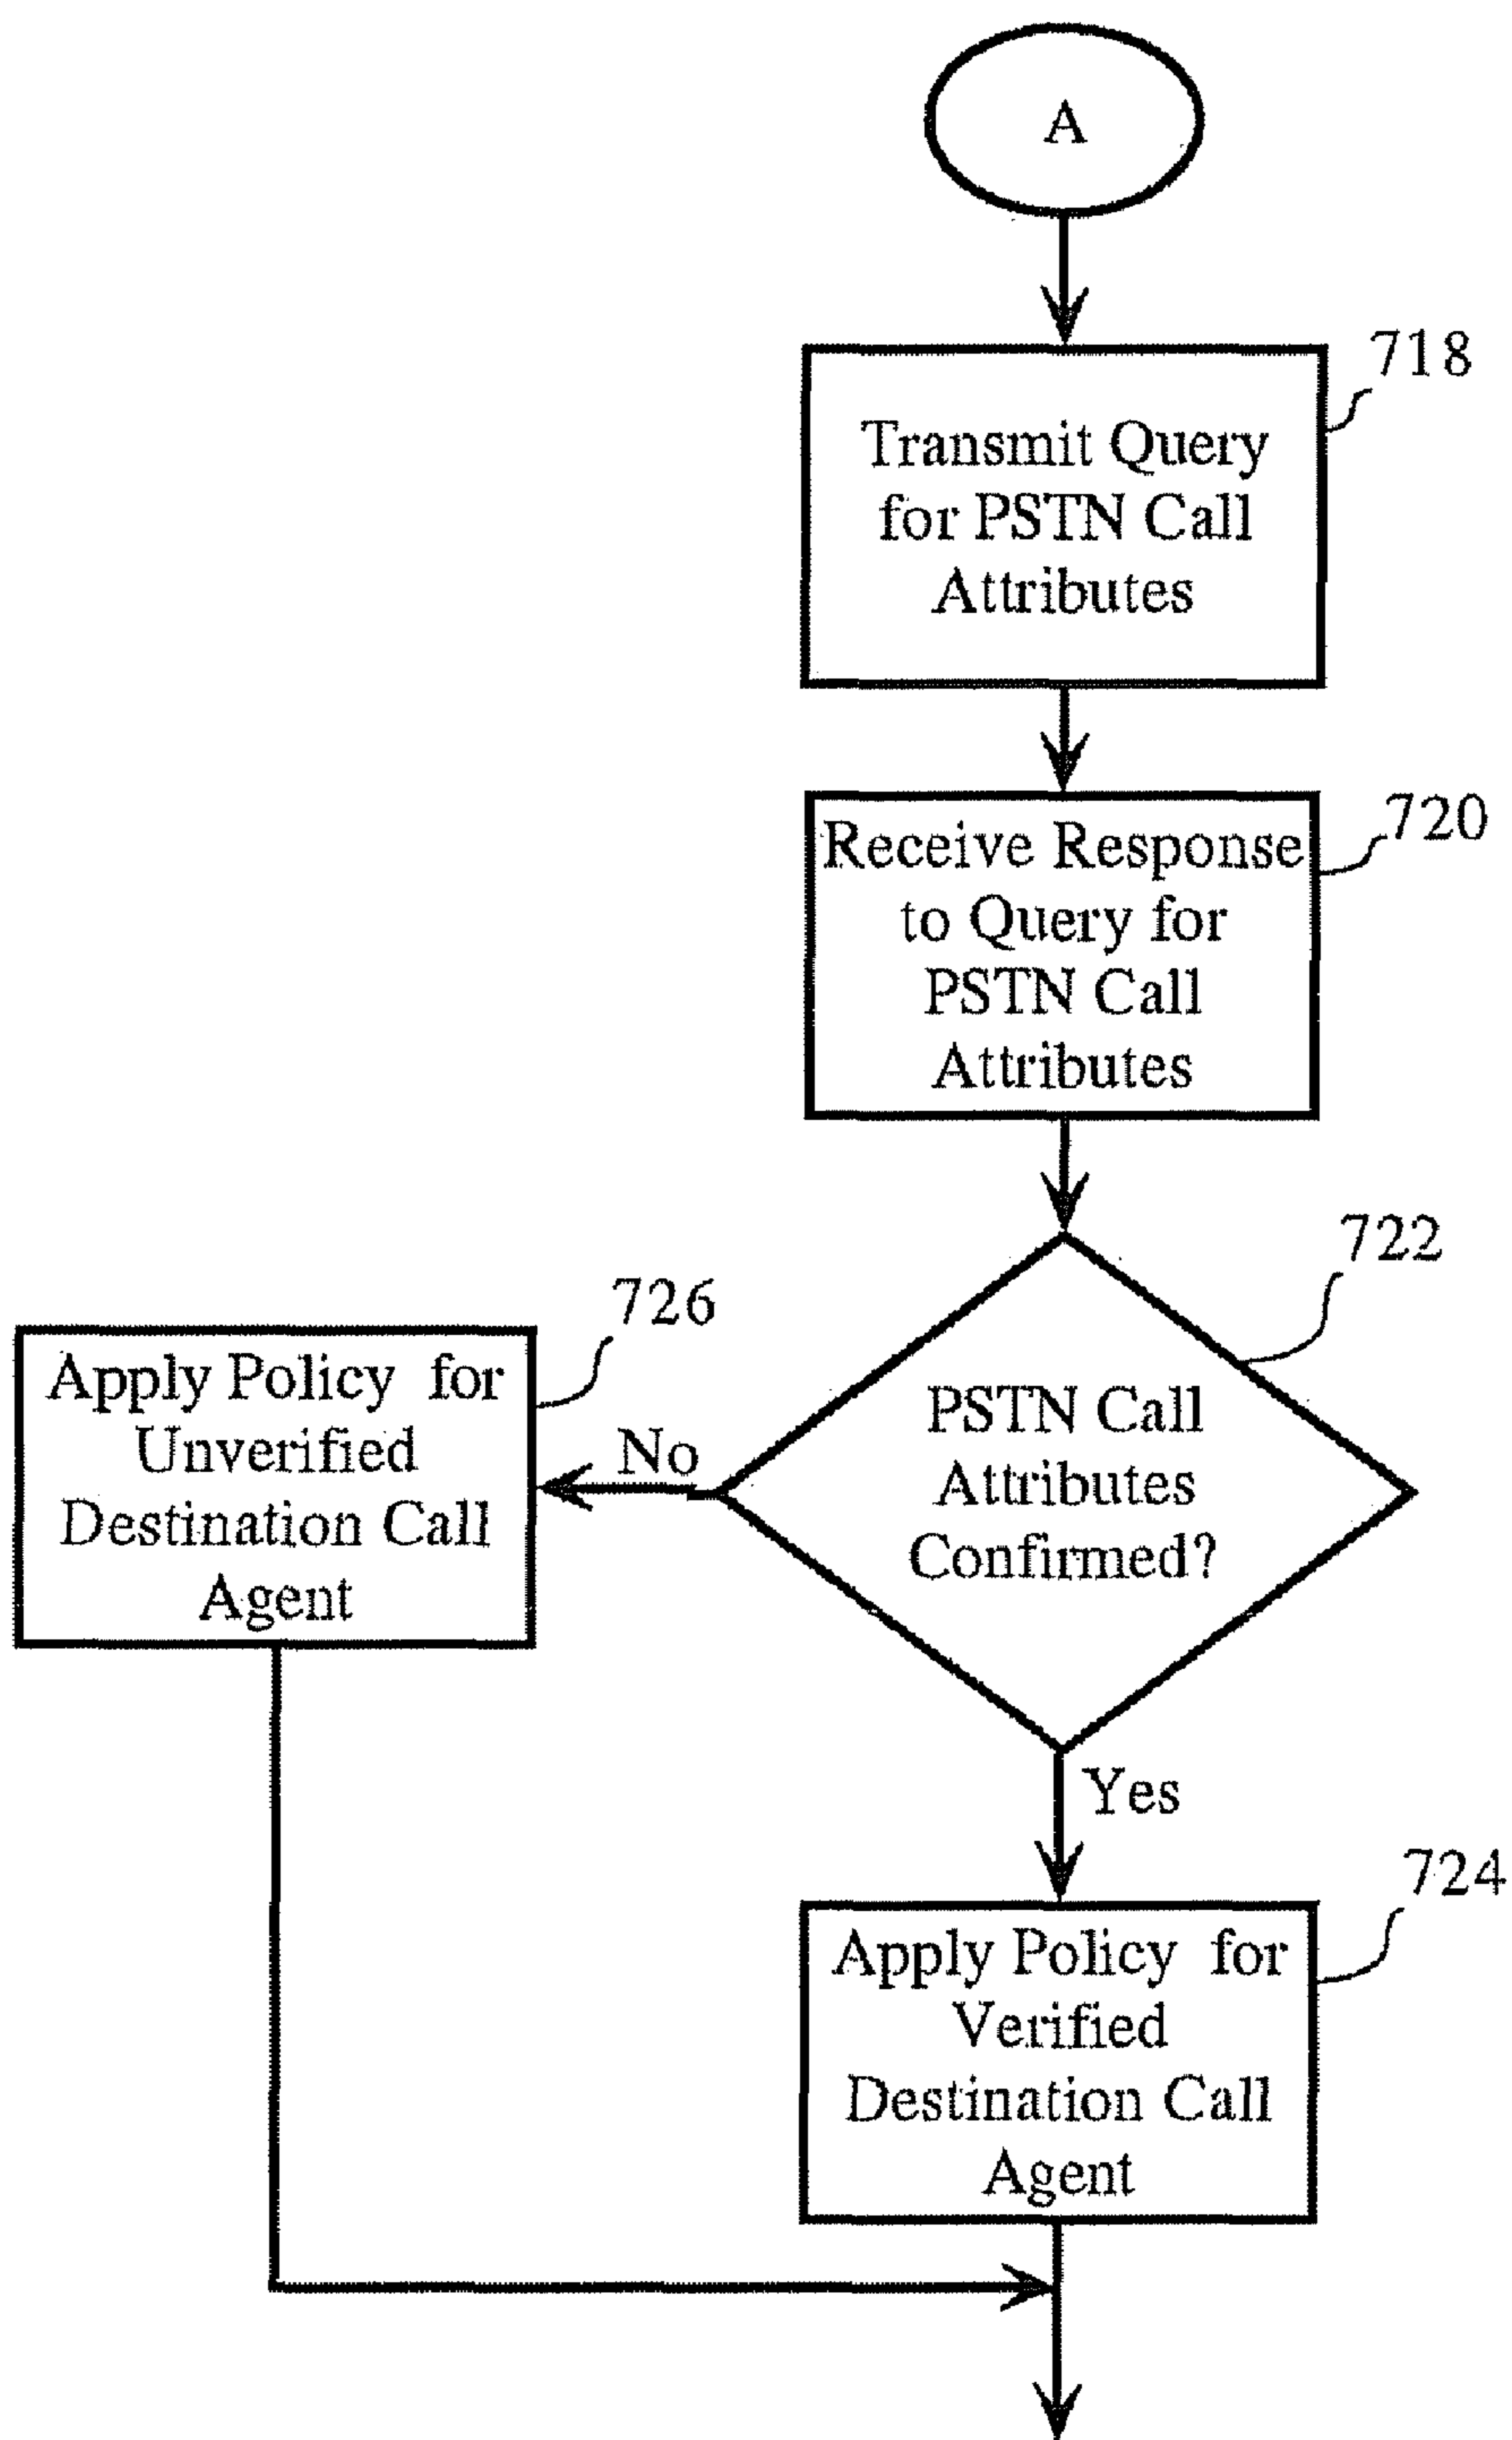 A
718
Transmit Query
for PSTN Call
Attributes
720
Receive Response
to Query for
PSTN Call
Attributes
722
PSTN Call
Attributes
Confirmed?
No
726
Apply Policy for
Unverified
Destination Call
Agent
Yes
724
Apply Policy for
Verified
Destination Call
Agent